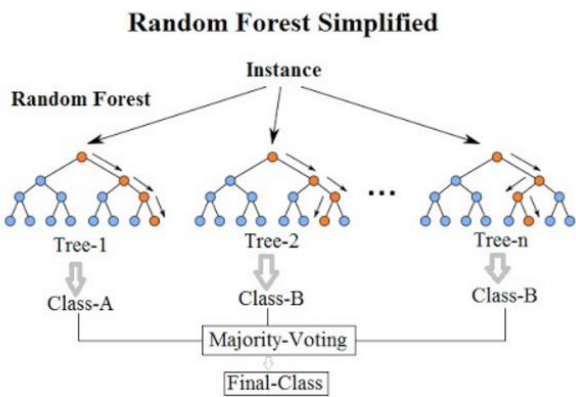 Random Forest Simplified
Instance
Random Forest
...
Tree-1
Tree-2
Tree-n
Class-A
Class-B
Class-B
Majority-Voting
Final-Class